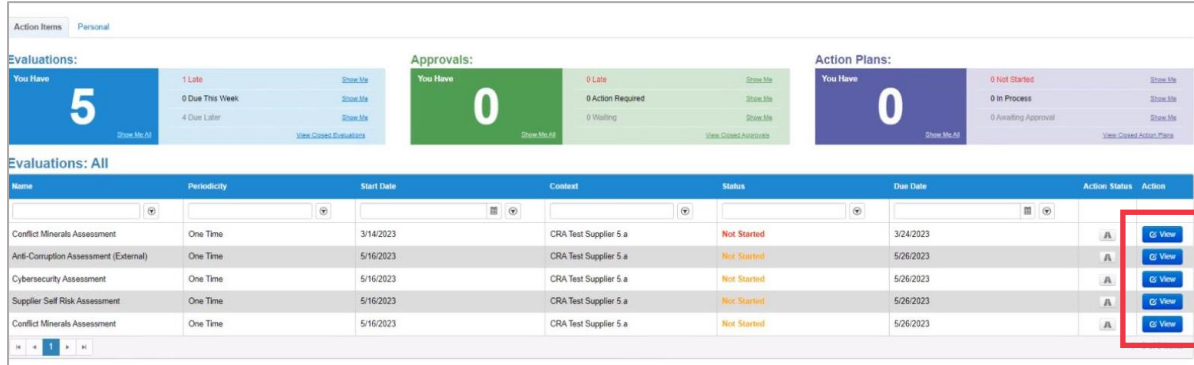 Action Items Personal
Evaluations:
You Have
5
Show Me All
1 Late Show Me
0 Due This Week Show Me
4 Due Later Show Me
View Closed Evaluations
Approvals:
You Have
0
Show Me All
0 Late Show Me
0 Action Required Show Me
0 Waiting Show Me
View Closed Approvals
Action Plans:
You Have
0
Show Me All
0 Not Started Show Me
0 In Process Show Me
0 Awaiting Approval Show Me
View Closed Action Plans
Evaluations: All
Name Periodicity Start Date Context Status Due Date Action Status Action
Conflict Minerals Assessment One Time 3/14/2023 CRA Test Supplier 5.a Not Started 3/24/2023 View
Anti-Corruption Assessment (External) One Time 5/16/2023 CRA Test Supplier 5.a Not Started 5/26/2023 View
Cybersecurity Assessment One Time 5/16/2023 CRA Test Supplier 5.a Not Started 5/26/2023 View
Supplier Self Risk Assessment One Time 5/16/2023 CRA Test Supplier 5.a Not Started 5/26/2023 View
Conflict Minerals Assessment One Time 5/16/2023 CRA Test Supplier 5.a Not Started 5/26/2023 View
1